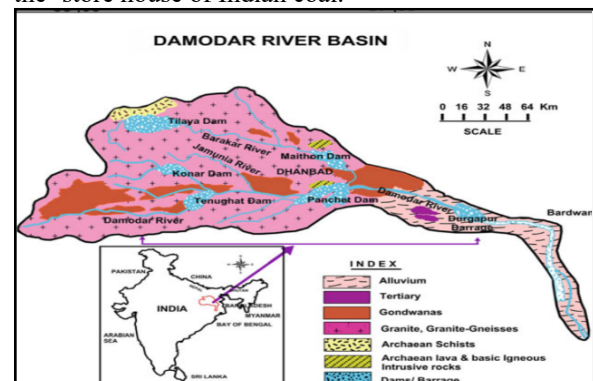 the "store house of Indian coal.
DAMODAR RIVER BASIN
N
W E
S
0 16 32 48 64 Km
SCALE
Tilaya Dam
Barakar River
Jamunia River
Maithon Dam
DHANBAD
Konar Dam
Tenughat Dam
Panchet Dam
Damodar River
Damodar River
Durgapur
Barrage
Bardwan
INDEX
Alluvium
Tertiary
Gondwanas
Granite, Granite-Gneisses
Archaean Schists
Archaean lava & basic Igneous
Intrusive rocks
Dams/ Barrage
PAKISTAN
CHINA
INDIA
BANGLADESH
MYANMAR
BAY OF BENGAL
ARABIAN
SEA
SRI LANKA